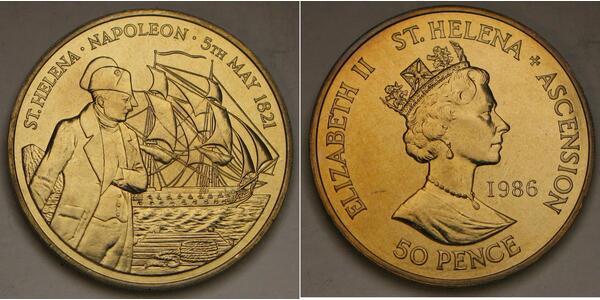 ST. HELENA · NAPOLEON · 5TH MAY 1821
ELIZABETH II ST. HELENA + ASCENSION
1986
50 PENCE